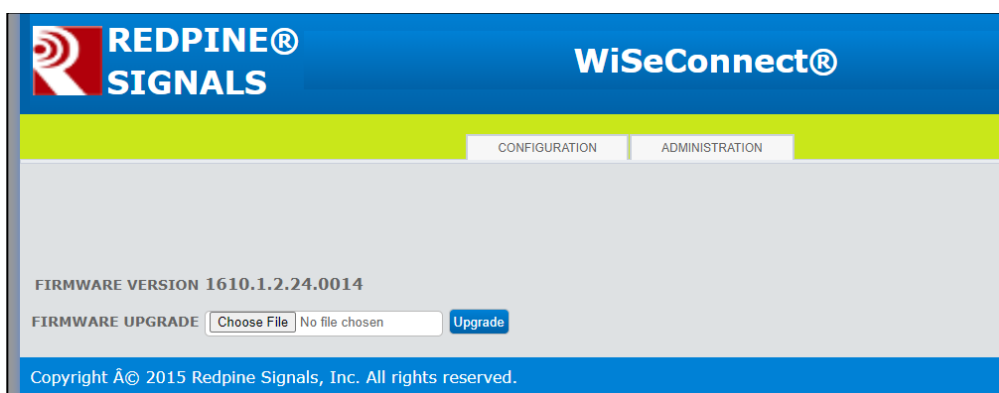 REDPINE®
SIGNALS
WiSeConnect®
CONFIGURATION
ADMINISTRATION
FIRMWARE VERSION 1610.1.2.24.0014
FIRMWARE UPGRADE Choose File No file chosen Upgrade
Copyright Â© 2015 Redpine Signals, Inc. All rights reserved.